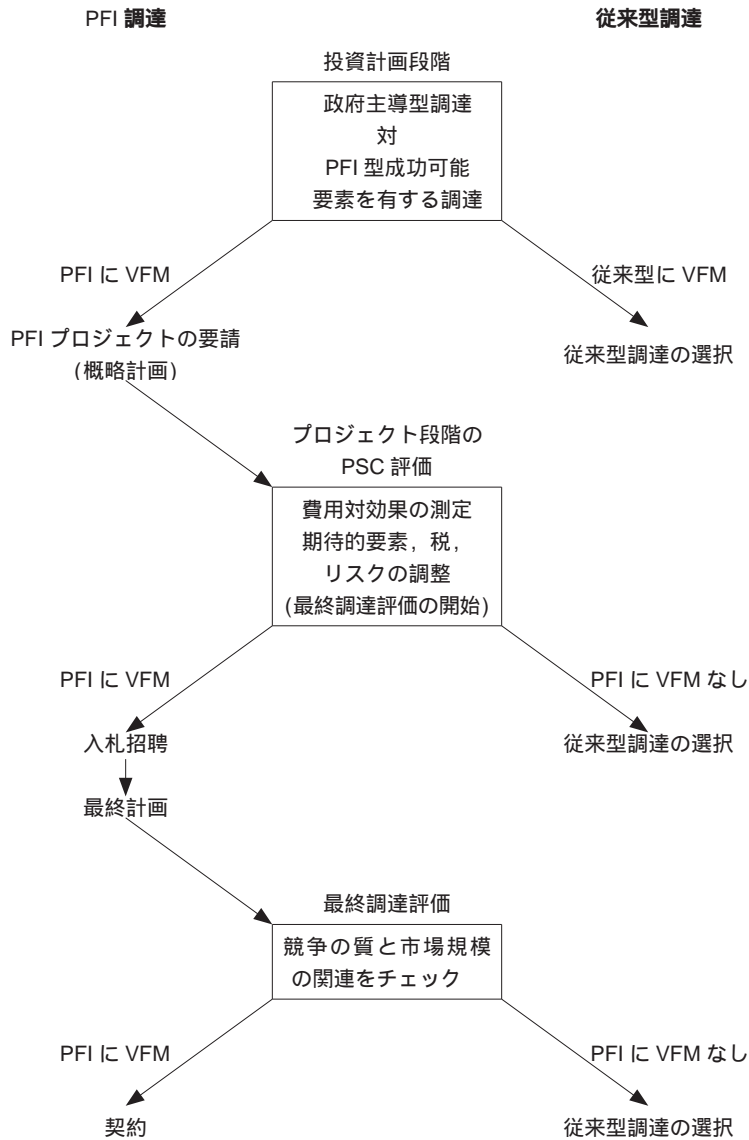 PFI 調達
従来型調達
投資計画段階
政府主導型調達
対
PFI 型成功可能
要素を有する調達
PFI に VFM
従来型に VFM
PFI プロジェクトの要請
(概略計画)
従来型調達の選択
プロジェクト段階の
PSC 評価
費用対効果の測定
期待的要素，税，
リスクの調整
(最終調達評価の開始)
PFI に VFM
PFI に VFM なし
入札招聘
従来型調達の選択
最終計画
最終調達評価
競争の質と市場規模
の関連をチェック
PFI に VFM
PFI に VFM なし
契約
従来型調達の選択